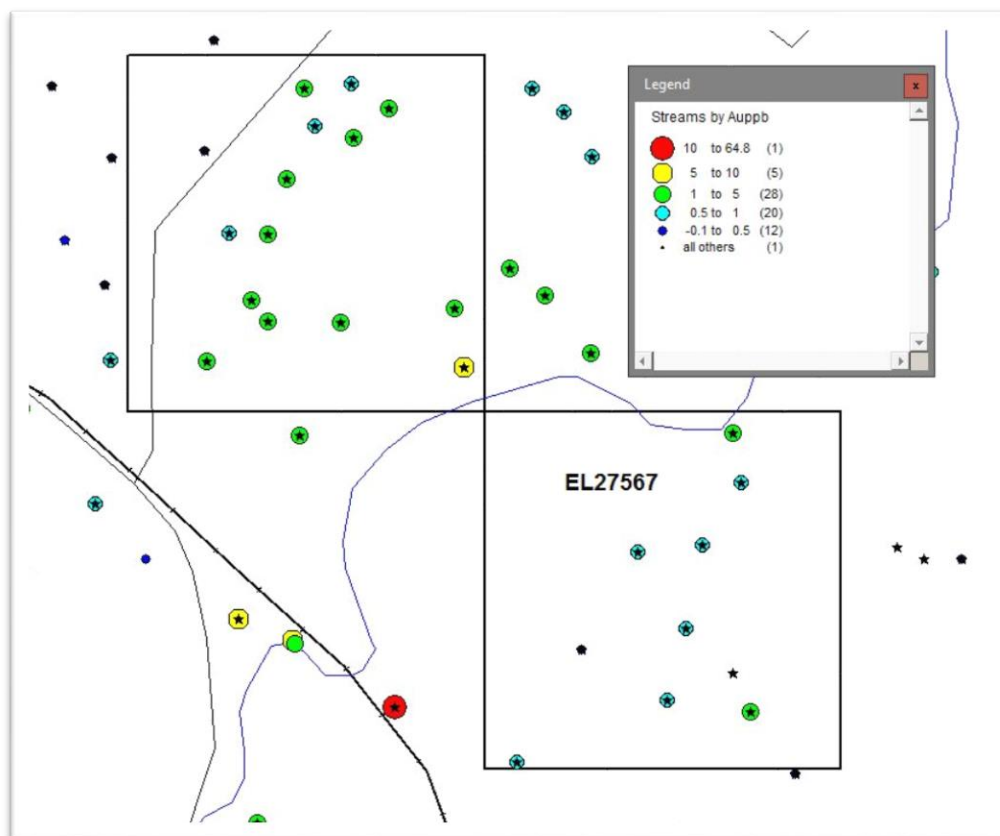 Legend
x
Streams by Auppb
10 to 64.8 (1)
5 to 10 (5)
1 to 5 (28)
0.5 to 1 (20)
-0.1 to 0.5 (12)
all others (1)
EL27567